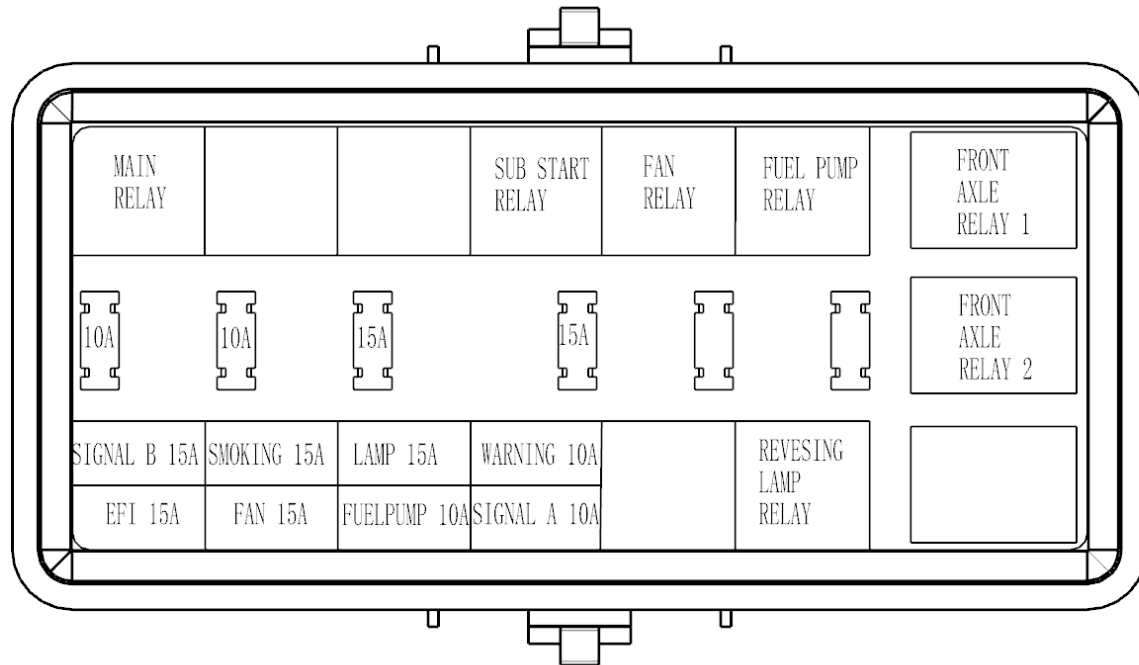 MAIN
RELAY
SUB START
RELAY
FAN
RELAY
FUEL PUMP
RELAY
FRONT
AXLE
RELAY 1
10A
10A
15A
15A
FRONT
AXLE
RELAY 2
SIGNAL B 15A
SMOKING 15A
LAMP 15A
WARNING 10A
REVESING
LAMP
RELAY
EFI 15A
FAN 15A
FUELPUMP 10A
SIGNAL A 10A